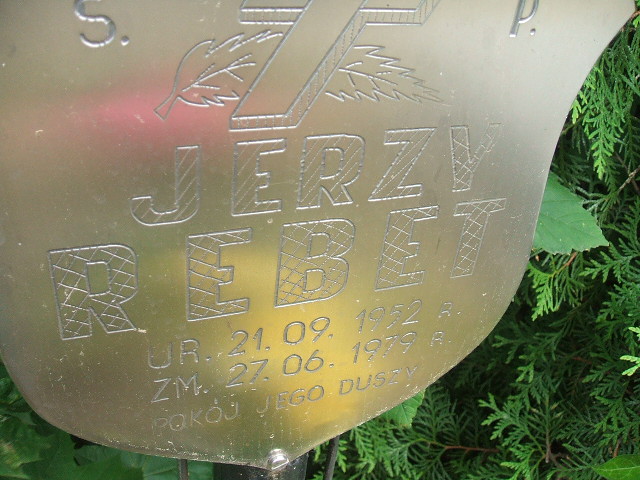 Ś. P.
JERZY
REBET
UR. 21.09.1952 R.
ZM. 27.06.1979 R.
POKÓJ JEGO DUSZY